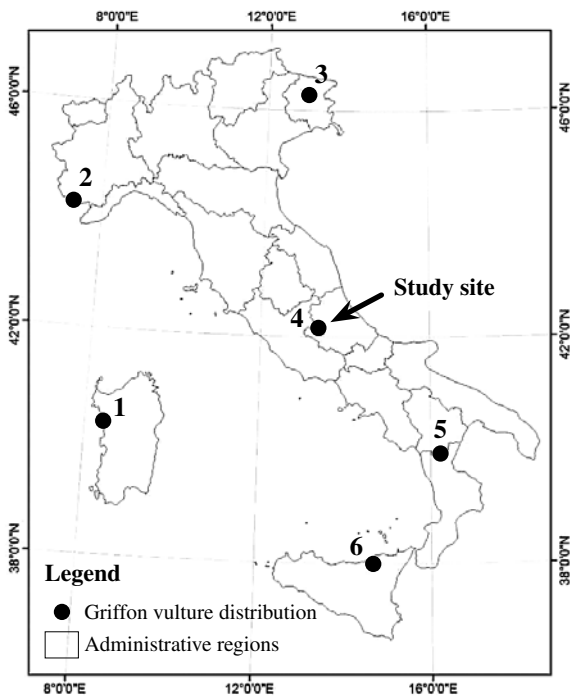 8°0'0"E 12°0'0"E 16°0'0"E
46°0'0"N
46°0'0"N
3
2
Study site
4
42°0'0"N
42°0'0"N
1
5
6
38°0'0"N
38°0'0"N
Legend
Griffon vulture distribution
Administrative regions
8°0'0"E 12°0'0"E 16°0'0"E